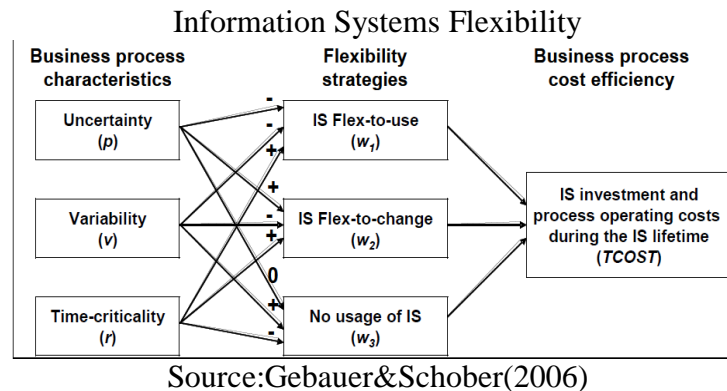 Information Systems Flexibility
Business process
characteristics
Flexibility
strategies
Business process
cost efficiency
Uncertainty
(p)
Variability
(v)
Time-criticality
(r)
-
-
+
+
-
+
0
+
-
IS Flex-to-use
(w1)
IS Flex-to-change
(w2)
No usage of IS
(w3)
IS investment and
process operating costs
during the IS lifetime
(TCOST)
Source:Gebauer&Schober(2006)